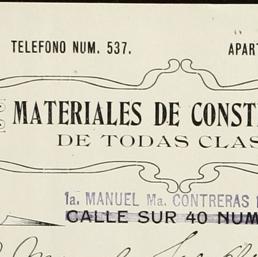 TELEFONO NUM. 537. APART
MATERIALES DE CONST
DE TODAS CLAS
1a. MANUEL Ma. CONTRERAS
CALLE SUR 40 NUM